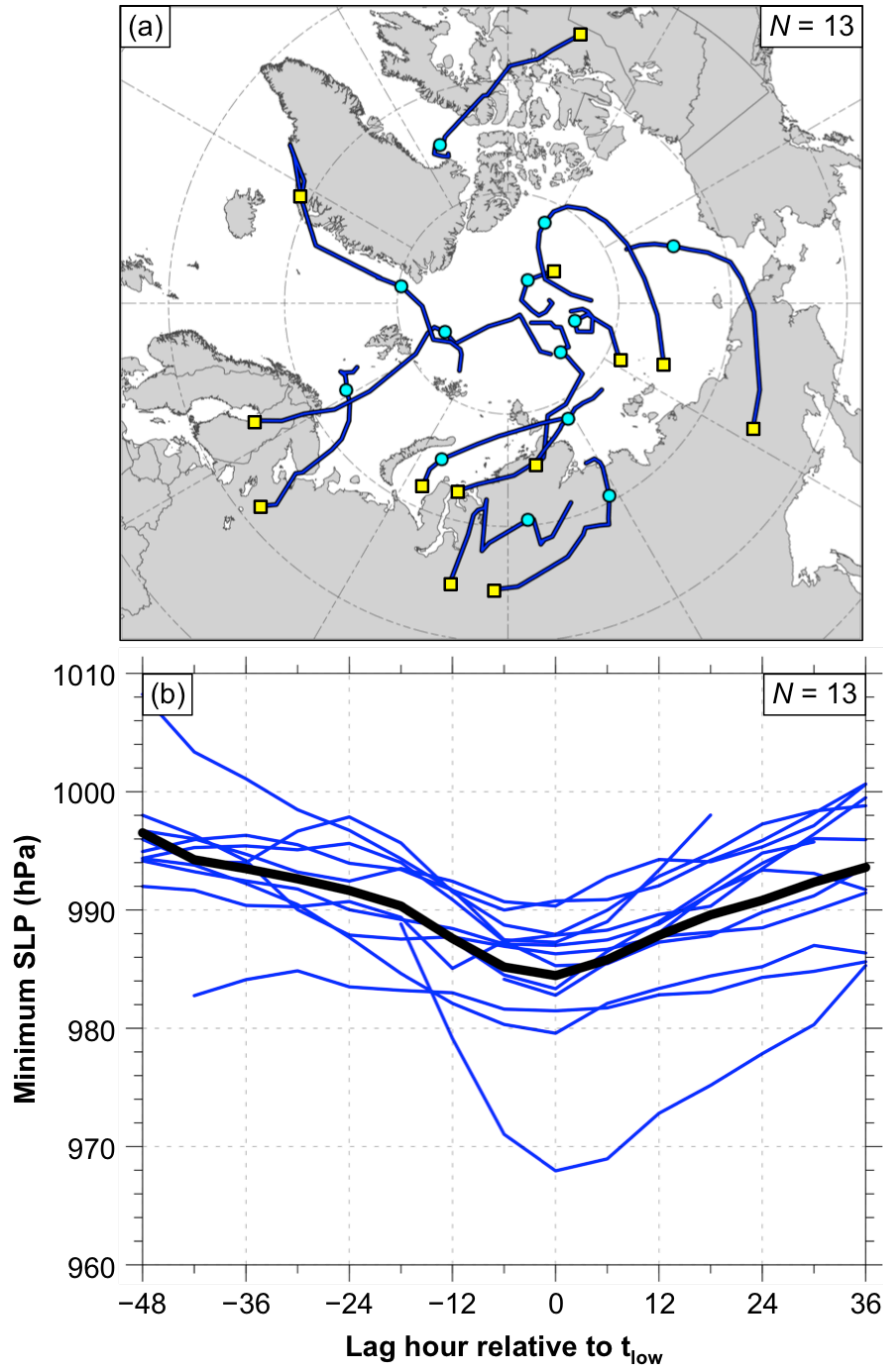 (a)
N = 13
(b)
N = 13
1010
1000
990
980
970
960
Minimum SLP (hPa)
−48 −36 −24 −12 0 12 24 36
Lag hour relative to tlow